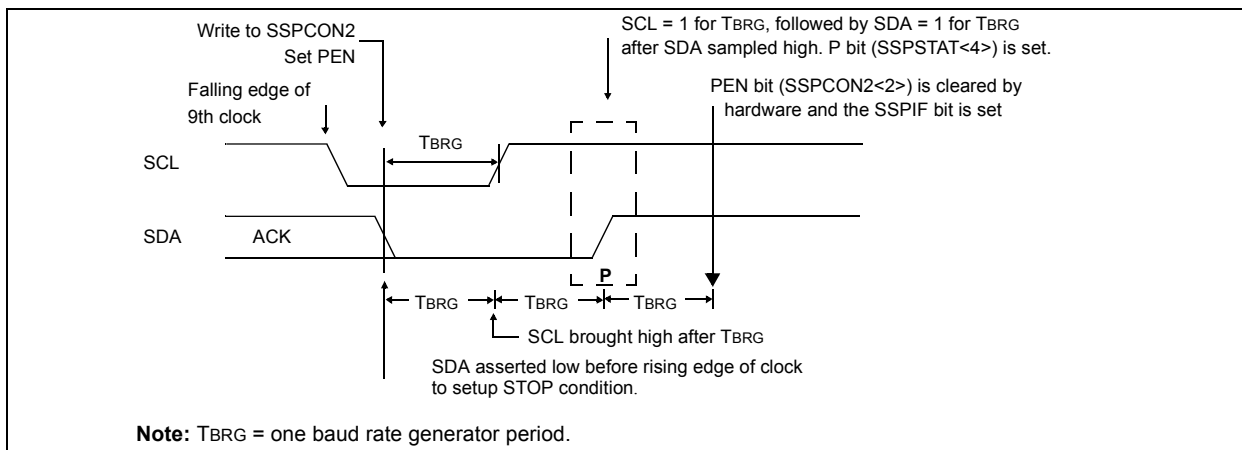 Write to SSPCON2
Set PEN
SCL = 1 for TBRG, followed by SDA = 1 for TBRG
after SDA sampled high. P bit (SSPSTAT<4>) is set.
Falling edge of
9th clock
PEN bit (SSPCON2<2>) is cleared by
hardware and the SSPIF bit is set
TBRG
SCL
SDA
ACK
P
TBRG
TBRG
TBRG
SCL brought high after TBRG
SDA asserted low before rising edge of clock
to setup STOP condition.
Note: TBRG = one baud rate generator period.